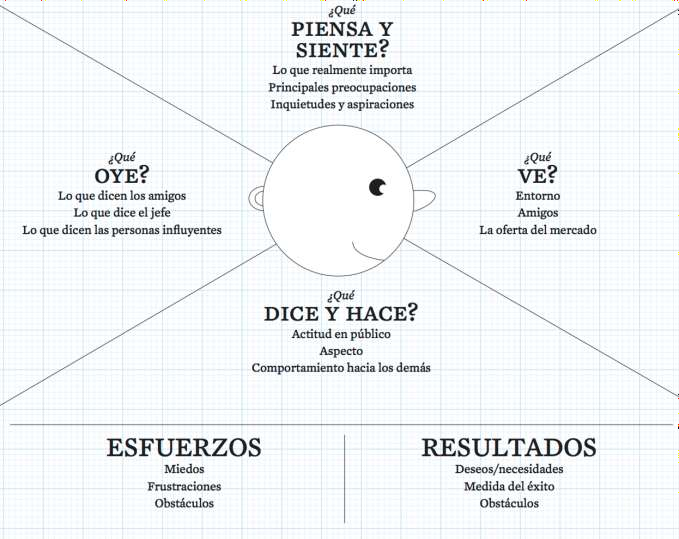 ¿Qué
PIENSA Y
SIENTE?
Lo que realmente importa
Principales preocupaciones
Inquietudes y aspiraciones
¿Qué
OYE?
Lo que dicen los amigos
Lo que dice el jefe
Lo que dicen las personas influyentes
¿Qué
VE?
Entorno
Amigos
La oferta del mercado
¿Qué
DICE Y HACE?
Actitud en público
Aspecto
Comportamiento hacia los demás
ESFUERZOS
Miedos
Frustraciones
Obstáculos
RESULTADOS
Deseos/necesidades
Medida del éxito
Obstáculos